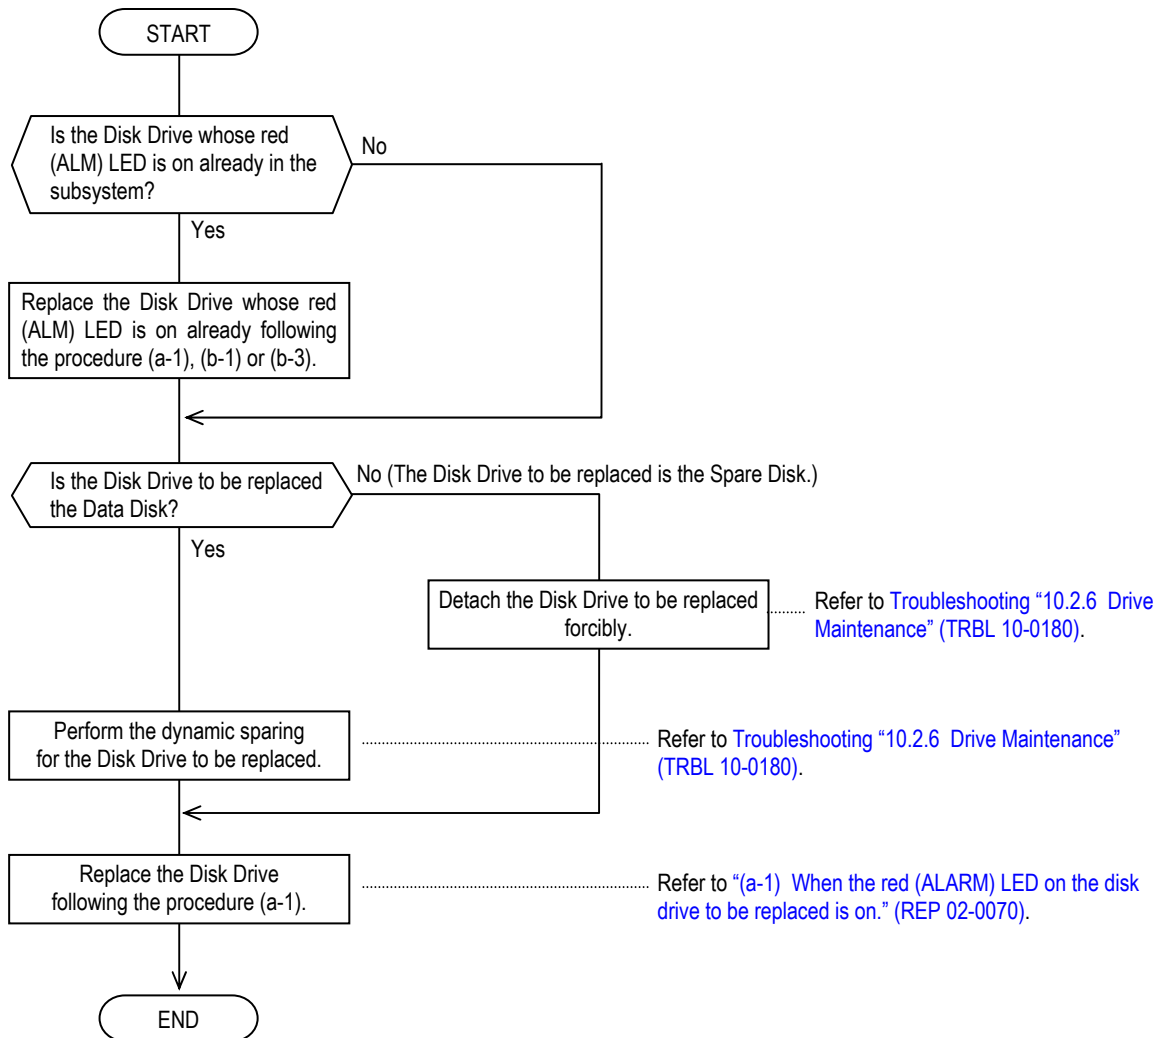 START
Is the Disk Drive whose red
(ALM) LED is on already in the
subsystem?
No
Yes
Replace the Disk Drive whose red
(ALM) LED is on already following
the procedure (a-1), (b-1) or (b-3).
Is the Disk Drive to be replaced
the Data Disk?
No (The Disk Drive to be replaced is the Spare Disk.)
Yes
Detach the Disk Drive to be replaced
forcibly.
Refer to Troubleshooting “10.2.6 Drive
Maintenance” (TRBL 10-0180).
Perform the dynamic sparing
for the Disk Drive to be replaced.
Refer to Troubleshooting “10.2.6 Drive Maintenance”
(TRBL 10-0180).
Replace the Disk Drive
following the procedure (a-1).
Refer to “(a-1) When the red (ALARM) LED on the disk
drive to be replaced is on.” (REP 02-0070).
END